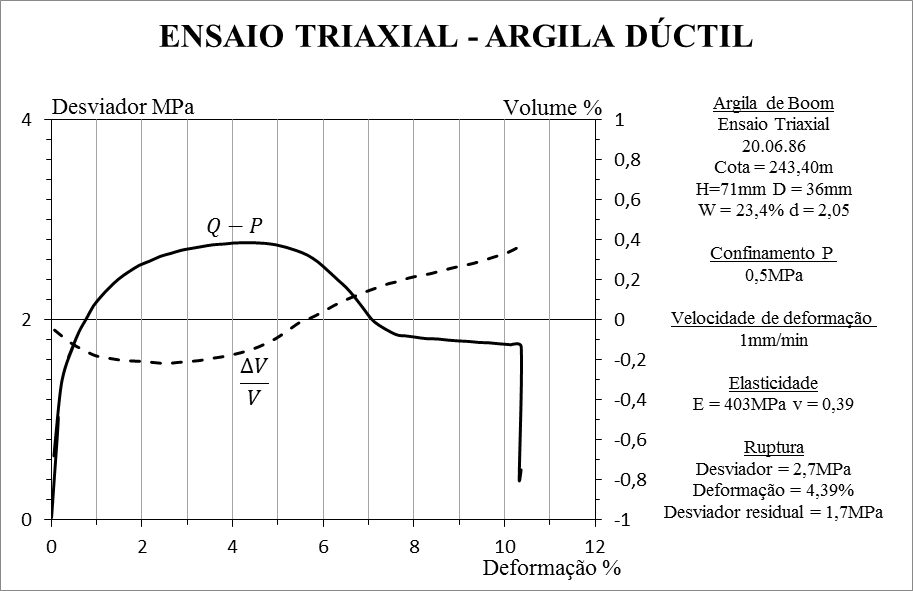 ENSAIO TRIAXIAL - ARGILA DÚCTIL
Desviador MPa
Volume %
4
2
0
Q − P
ΔV
V
1
0,8
0,6
0,4
0,2
0
-0,2
-0,4
-0,6
-0,8
-1
0 2 4 6 8 10 12
Deformação %
Argila de Boom
Ensaio Triaxial
20.06.86
Cota = 243,40m
H=71mm D = 36mm
W = 23,4% d = 2,05
Confinamento P
0,5MPa
Velocidade de deformação
1mm/min
Elasticidade
E = 403MPa v = 0,39
Ruptura
Desviador = 2,7MPa
Deformação = 4,39%
Desviador residual = 1,7MPa